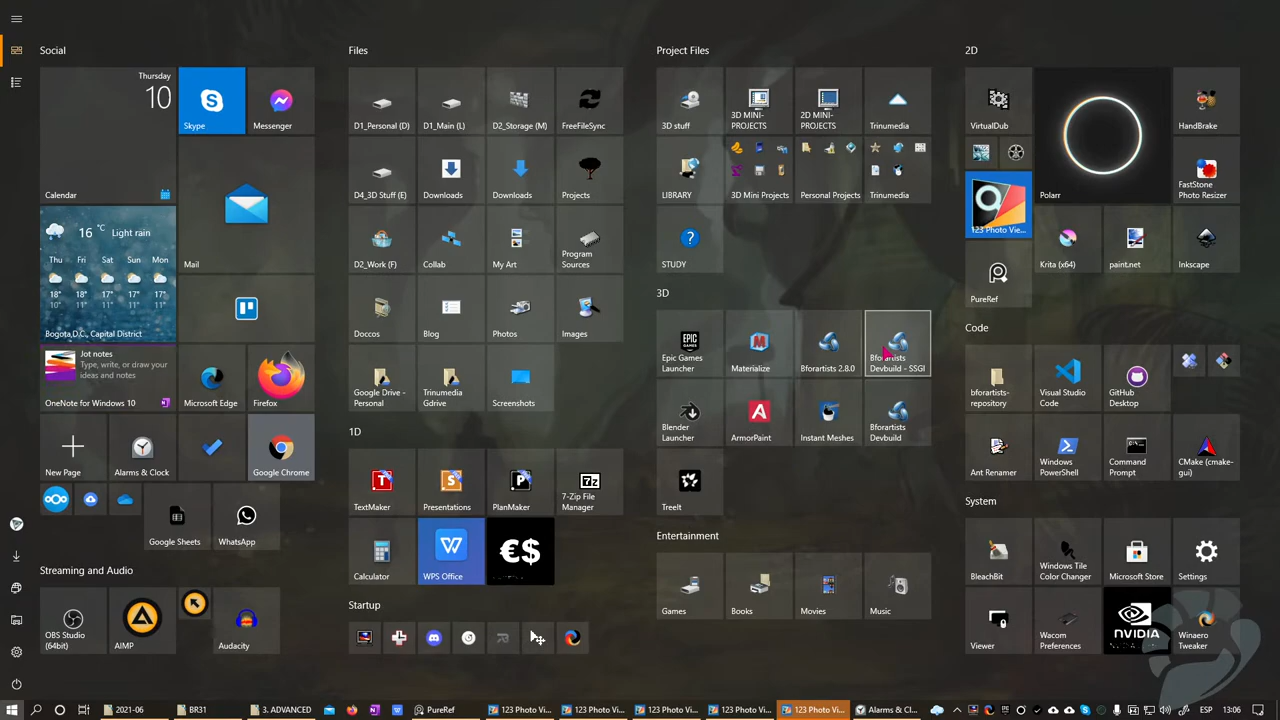 Social
Thursday
10
Calendar
Skype
Messenger
Mail
16 °C Light rain
Thu Fri Sat Sun Mon
18° 18° 18° 17° 17°
Bogotá D.C., Capital District
Jot notes
Type, write, or draw your
ideas and notes
OneNote for Windows 10
Microsoft Edge
Firefox
New Page
Alarms & Clock
Google Chrome
Google Sheets
WhatsApp
Streaming and Audio
OBS Studio
(64bit)
AIMP
Audacity
Files
D1_Personal (D)
D1_Main (L)
D2_Storage (M)
FreeFileSync
D4_3D Stuff (E)
Downloads
Downloads
Projects
D2_Work (F)
Collab
My Art
Program
Sources
Doccos
Blog
Photos
Images
Google Drive -
Personal
Trinumedia
Gdrive
Screenshots
1D
TextMaker
Presentations
PlanMaker
7-Zip File
Manager
Calculator
WPS Office
€$
Startup
Project Files
3D stuff
3D MINI-
PROJECTS
2D MINI-
PROJECTS
Trinumedia
LIBRARY
3D Mini Projects
Personal Projects
Trinumedia
STUDY
3D
Epic Games
Launcher
Materialize
Bforartists 2.8.0
Bforartists
Devbuild - SSGI
Blender
Launcher
ArmorPaint
Instant Meshes
Bforartists
Devbuild
TreeIt
Entertainment
Games
Books
Movies
Music
2D
VirtualDub
Polarr
HandBrake
FastStone
Photo Resizer
123 Photo Vie...
Krita (x64)
paint.net
Inkscape
PureRef
Code
bforartists-
repository
Visual Studio
Code
GitHub
Desktop
Ant Renamer
Windows
PowerShell
Command
Prompt
CMake (cmake-
gui)
System
BleachBit
Windows Tile
Color Changer
Microsoft Store
Settings
Viewer
Wacom
Preferences
NVIDIA
Winaero
Tweaker
2021-06
BR31
3. ADVANCED
PureRef
123 Photo Vi...
123 Photo Vi...
123 Photo Vi...
123 Photo Vi...
123 Photo Vi...
Alarms & Cl...
ESP
13:06